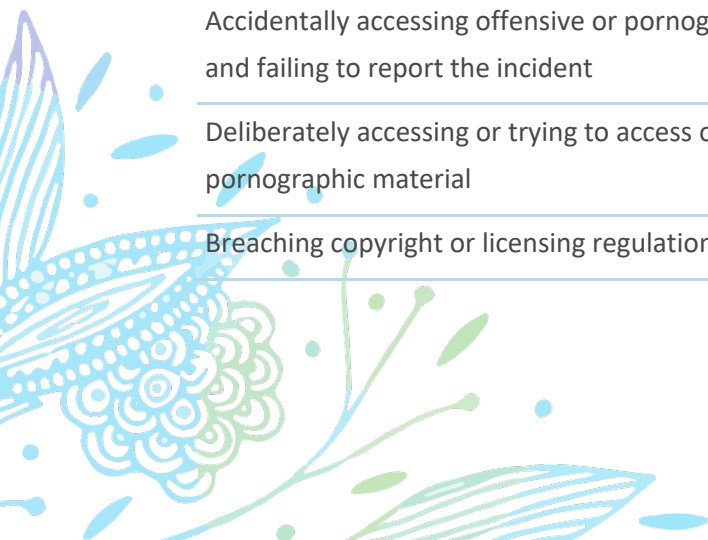 Accidentally accessing offensive or pornog
and failing to report the incident
Deliberately accessing or trying to access
pornographic material
Breaching copyright or licensing regulation